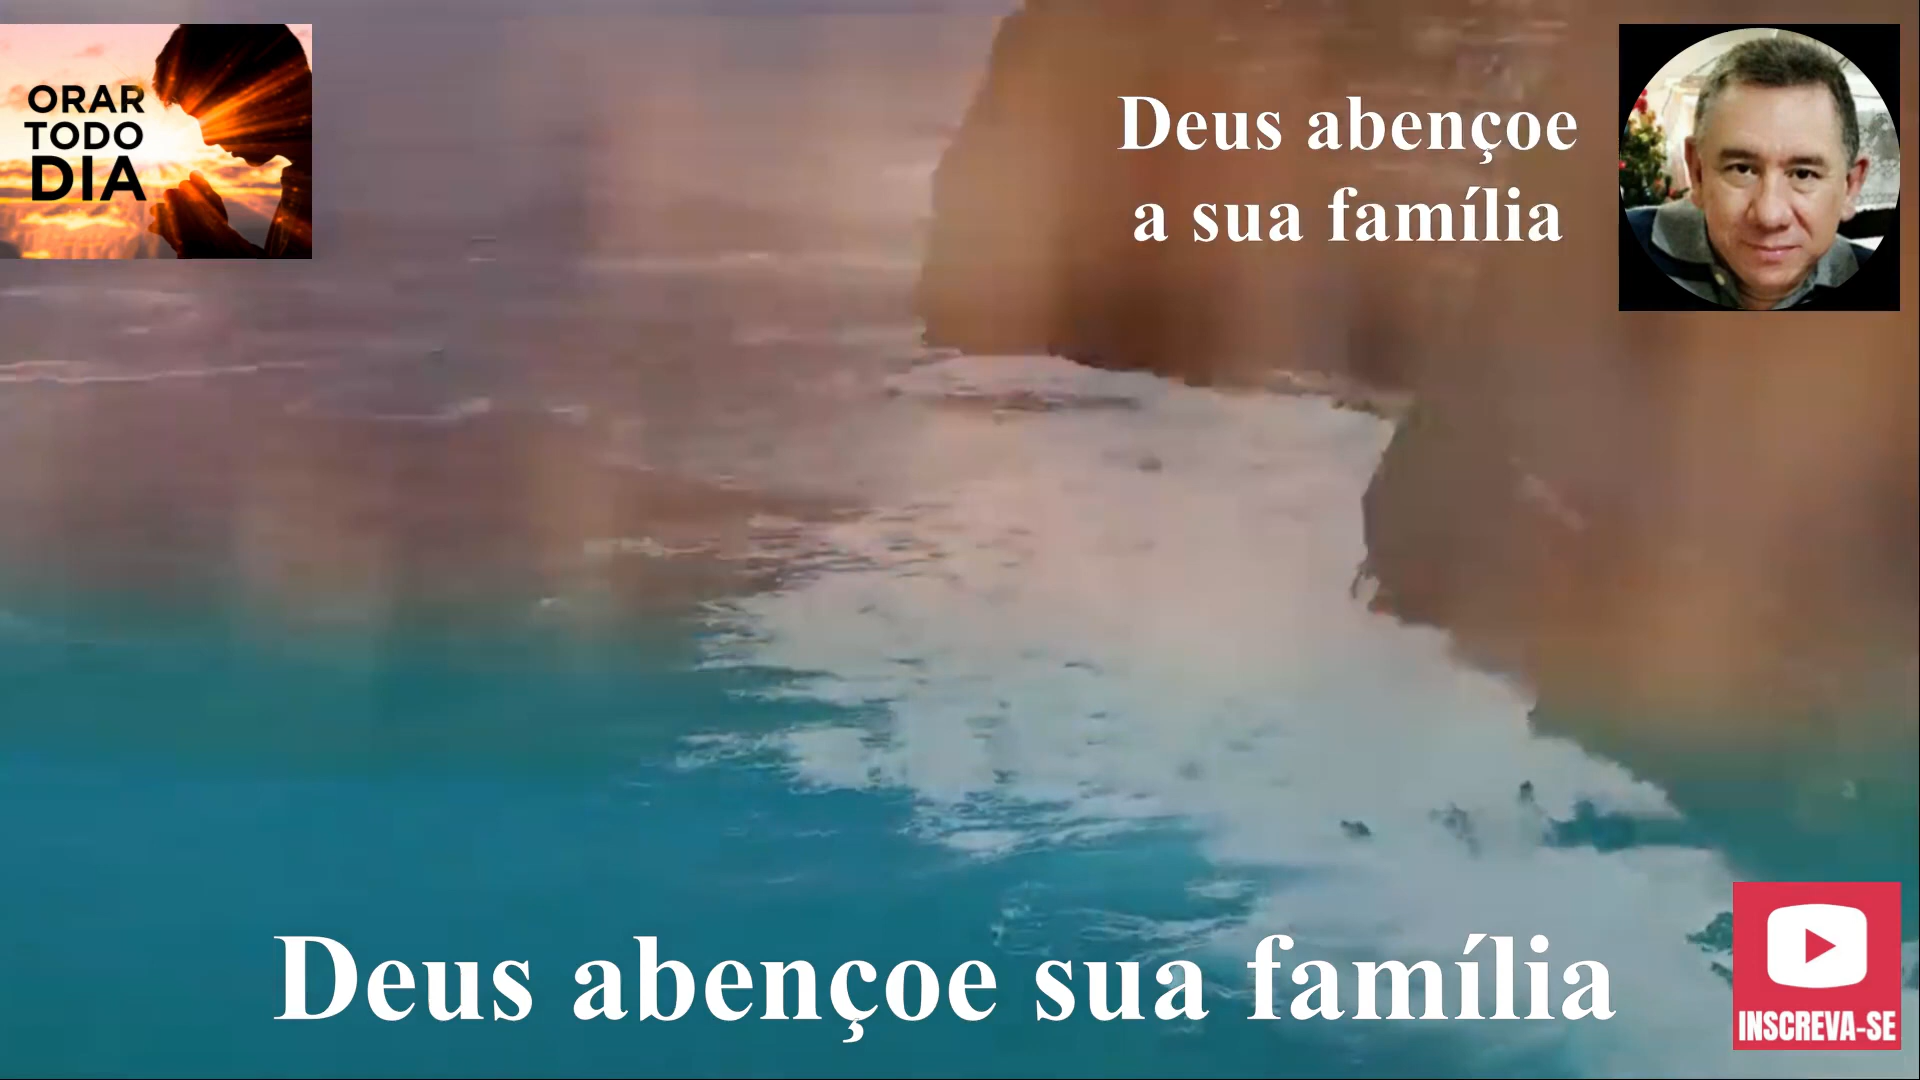 ORAR
TODO
DIA
Deus abençoe
a sua família
Deus abençoe sua família
INSCREVA-SE